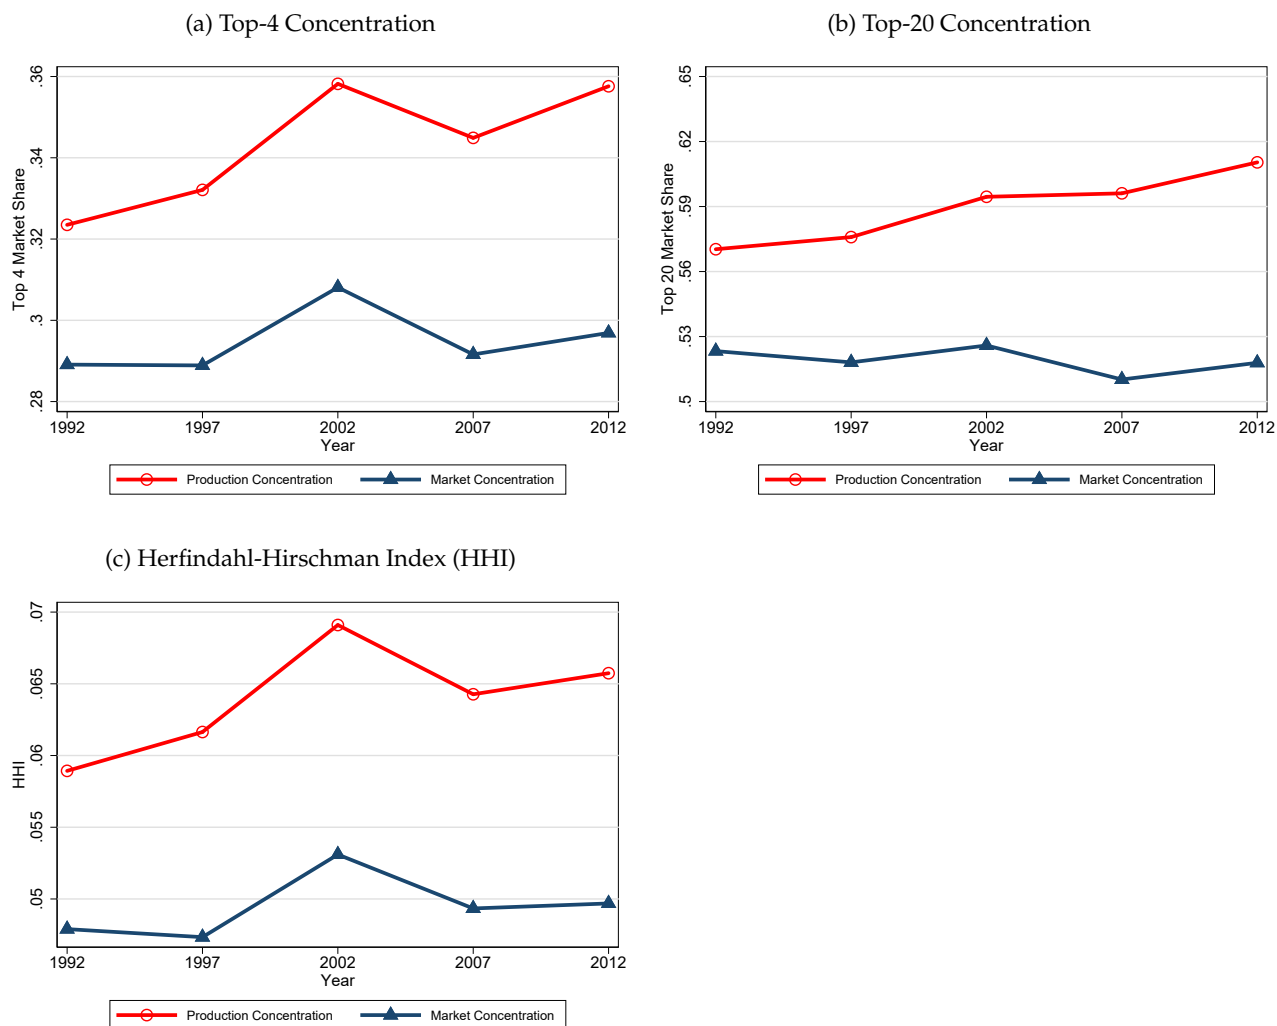 (a) Top-4 Concentration
Top 4 Market Share
.36
.34
.32
.3
.28
1992 1997 2002 2007 2012
Year
Production Concentration Market Concentration
(b) Top-20 Concentration
Top 20 Market Share
.65
.62
.59
.56
.53
.5
1992 1997 2002 2007 2012
Year
Production Concentration Market Concentration
(c) Herfindahl-Hirschman Index (HHI)
HHI
.07
.065
.06
.055
.05
1992 1997 2002 2007 2012
Year
Production Concentration Market Concentration